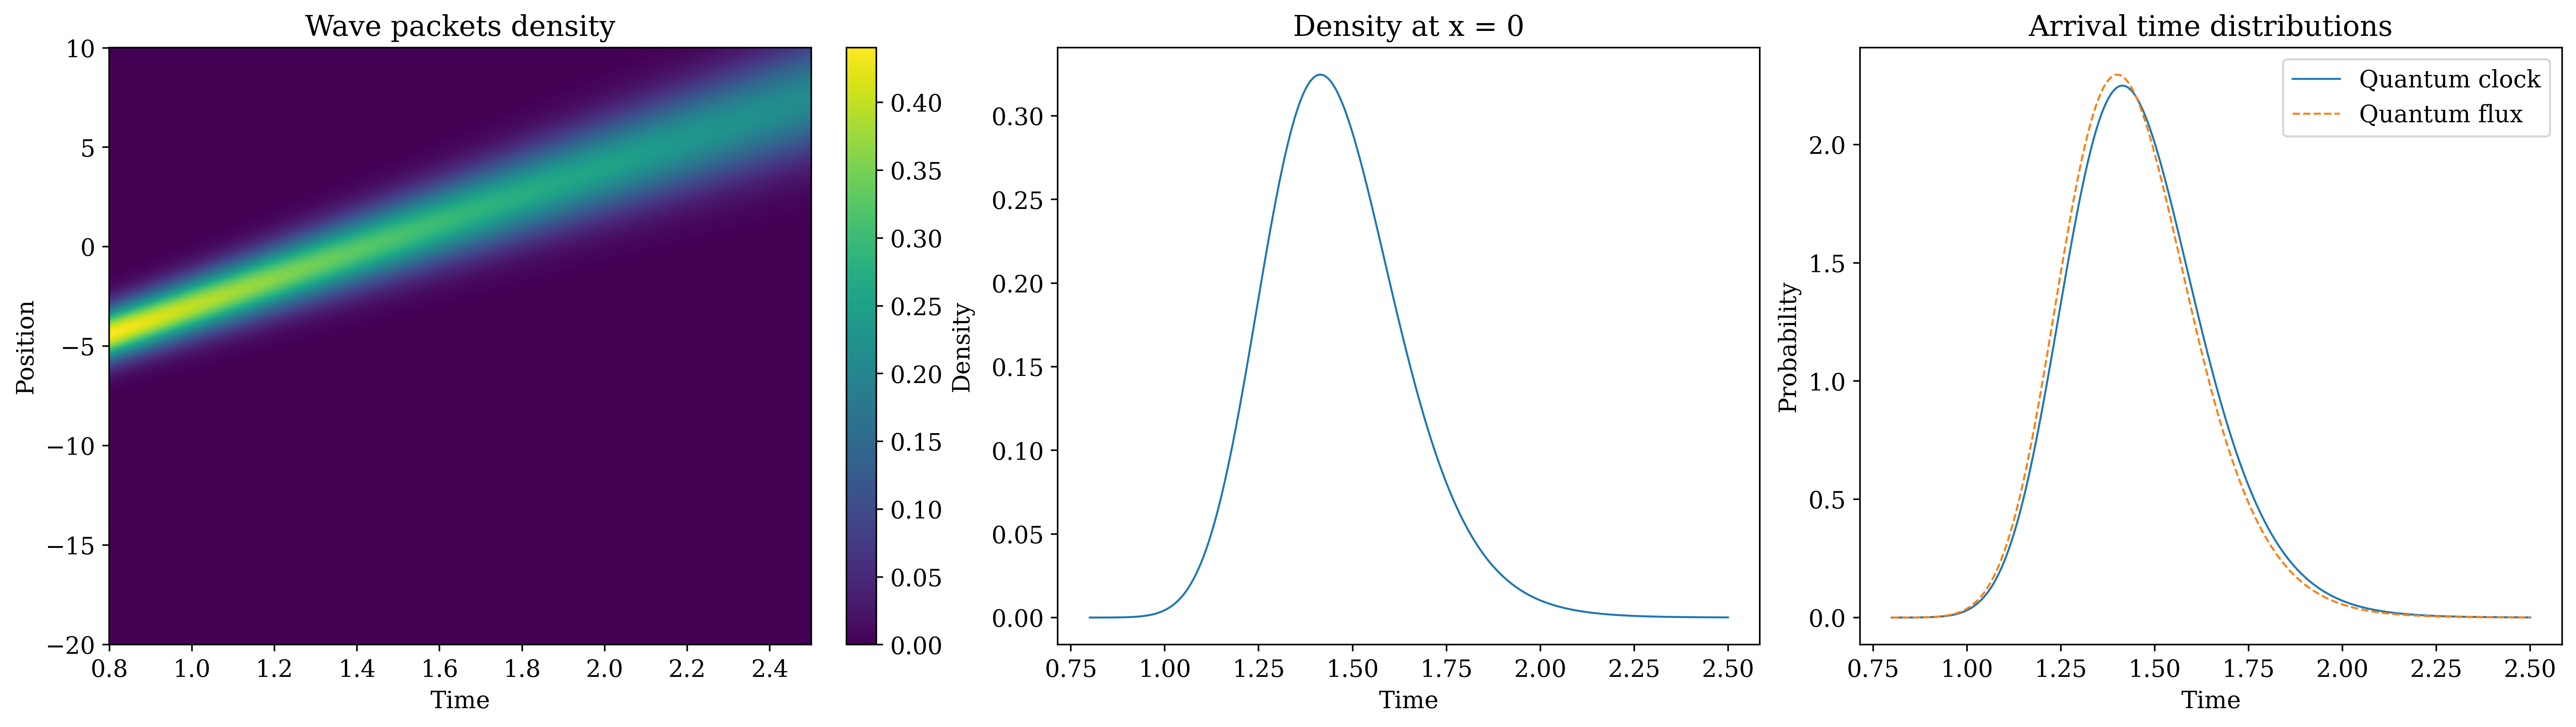 Wave packets density
10
5
0
−5
−10
−15
−20
Position
0.8 1.0 1.2 1.4 1.6 1.8 2.0 2.2 2.4
Time
0.40
0.35
0.30
0.25
0.20
0.15
0.10
0.05
0.00
Density at x = 0
Density
0.30
0.25
0.20
0.15
0.10
0.05
0.00
0.75 1.00 1.25 1.50 1.75 2.00 2.25 2.50
Time
Arrival time distributions
Quantum clock
Quantum flux
Probability
2.0
1.5
1.0
0.5
0.0
0.75 1.00 1.25 1.50 1.75 2.00 2.25 2.50
Time